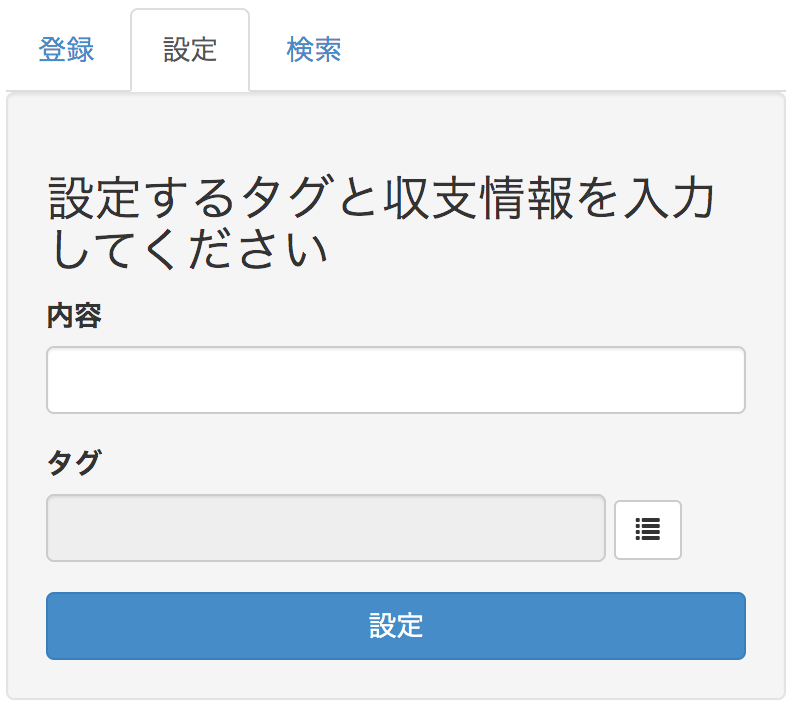 登録 設定 検索
設定するタグと収支情報を入力
してください
内容
タグ
設定